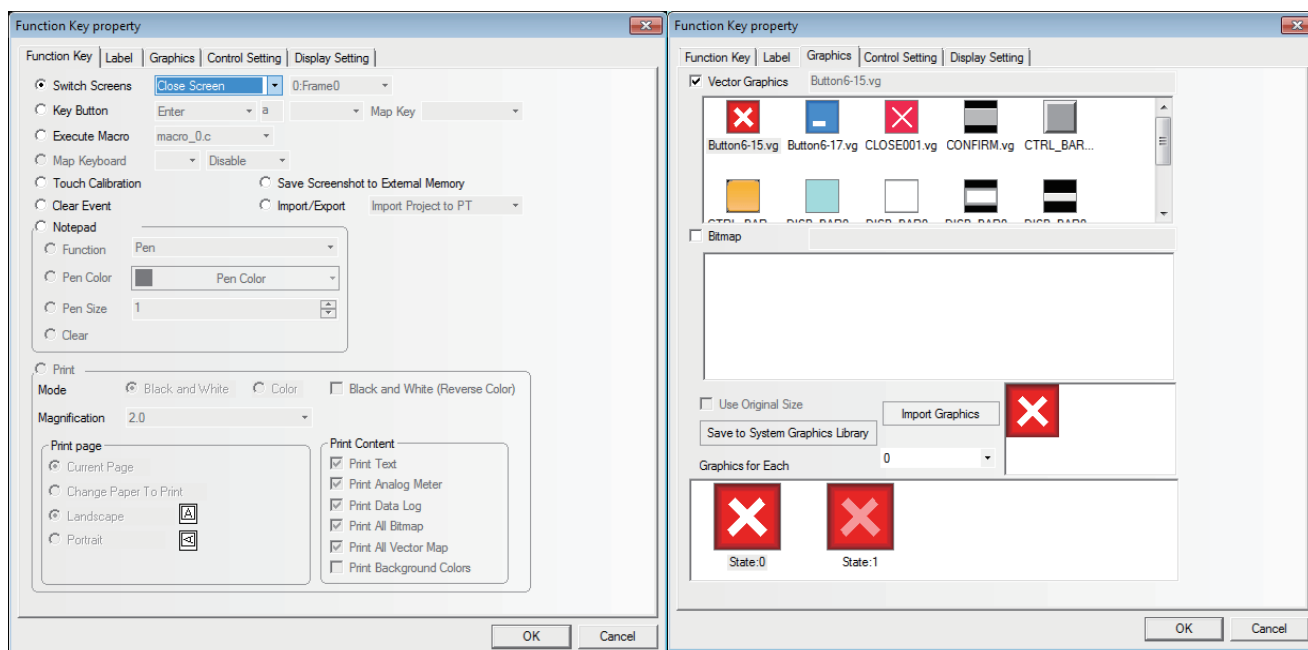 Function Key property
Function Key Label Graphics Control Setting Display Setting
Switch Screens Close Screen 0:Frame0
Key Button Enter a Map Key
Execute Macro macro_0.c
Map Keyboard Disable
Touch Calibration Save Screenshot to External Memory
Clear Event Import/Export Import Project to PT
Notepad
Function Pen
Pen Color Pen Color
Pen Size 1
Clear
Print
Mode Black and White Color Black and White (Reverse Color)
Magnification 2.0
Print page
Current Page
Change Paper To Print
Landscape A
Portrait A
Print Content
Print Text
Print Analog Meter
Print Data Log
Print All Bitmap
Print All Vector Map
Print Background Colors
OK Cancel
Function Key property
Function Key Label Graphics Control Setting Display Setting
Vector Graphics Button6-15.vg
Button6-15.vg Button6-17.vg CLOSE001.vg CONFIRM.vg CTRL_BAR...
CTRL_BAR DISP_BAR0 DISP_BAR0 DISP_BAR0
Bitmap
Use Original Size
Import Graphics
Save to System Graphics Library
Graphics for Each 0
State:0 State:1
OK Cancel